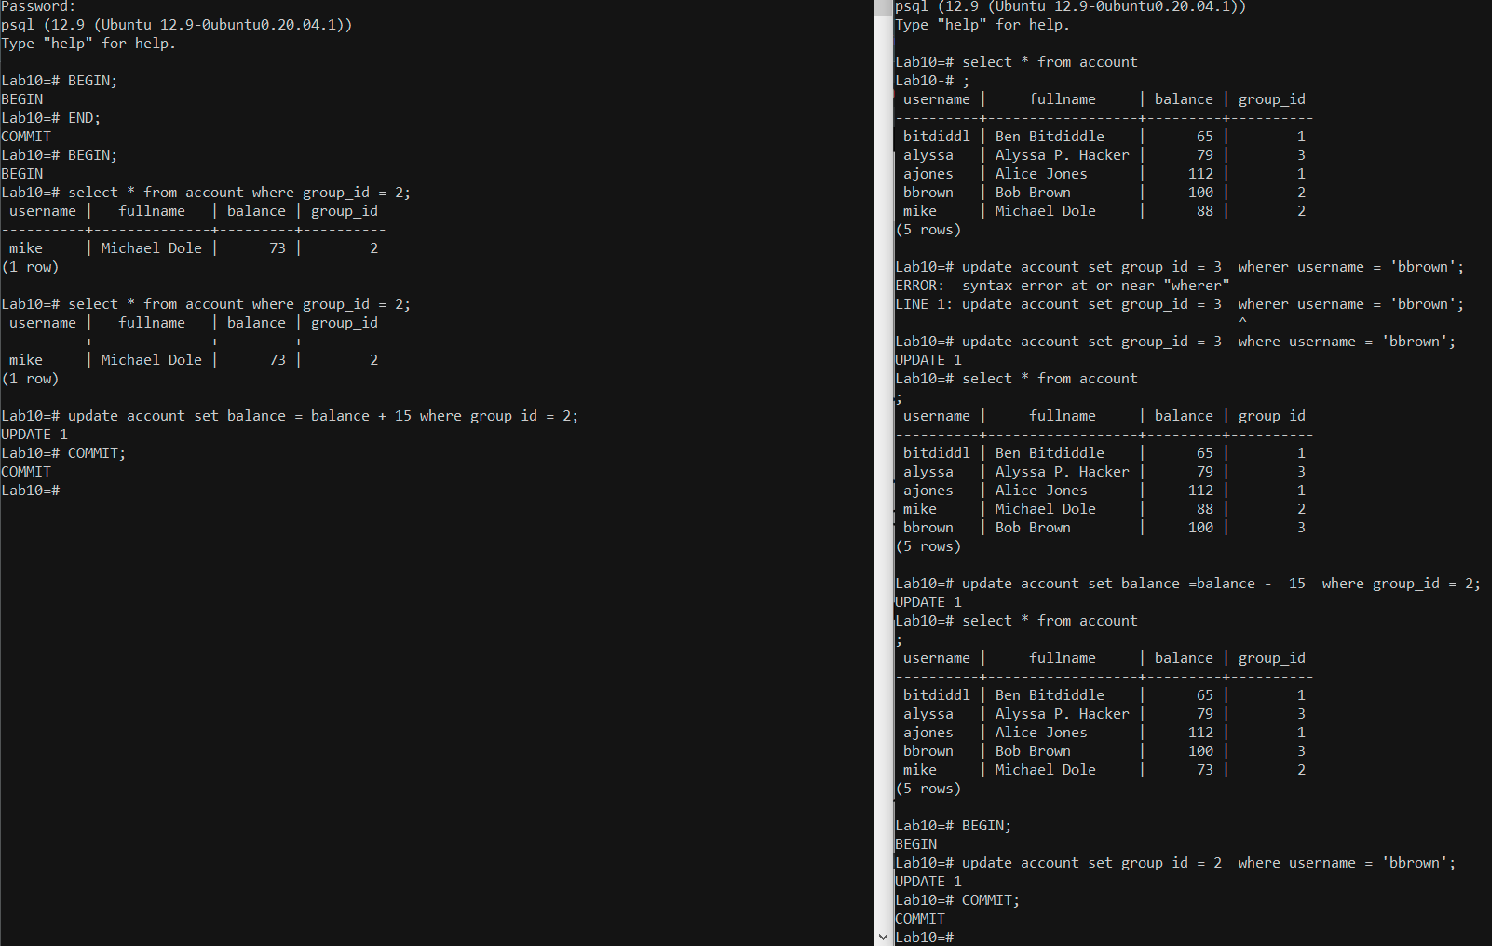 Password:
psql (12.9 (Ubuntu 12.9-0ubuntu0.20.04.1))
Type "help" for help.

Lab10=# BEGIN;
BEGIN
Lab10=# END;
COMMIT
Lab10=# BEGIN;
BEGIN
Lab10=# select * from account where group_id = 2;
 username |   fullname   | balance | group_id
----------+--------------+---------+----------
 mike     | Michael Dole |      73 |        2
(1 row)

Lab10=# select * from account where group_id = 2;
 username |   fullname   | balance | group_id
 mike     | Michael Dole |      73 |        2
(1 row)

Lab10=# update account set balance = balance + 15 where group_id = 2;
UPDATE 1
Lab10=# COMMIT;
COMMIT
Lab10=#
psql (12.9 (Ubuntu 12.9-0ubuntu0.20.04.1))
Type "help" for help.

Lab10=# select * from account
Lab10-# ;
 username |     fullname     | balance | group_id
----------+------------------+---------+----------
 bitdiddl | Ben Bitdiddle    |      65 |        1
 alyssa   | Alyssa P. Hacker |      79 |        3
 ajones   | Alice Jones      |     112 |        1
 bbrown   | Bob Brown        |     100 |        2
 mike     | Michael Dole     |      88 |        2
(5 rows)

Lab10=# update account set group_id = 3  wherer username = 'bbrown';
ERROR:  syntax error at or near "wherer"
LINE 1: update account set group_id = 3  wherer username = 'bbrown';
                                         ^
Lab10=# update account set group_id = 3  where username = 'bbrown';
UPDATE 1
Lab10=# select * from account
;
 username |     fullname     | balance | group_id
----------+------------------+---------+----------
 bitdiddl | Ben Bitdiddle    |      65 |        1
 alyssa   | Alyssa P. Hacker |      79 |        3
 ajones   | Alice Jones      |     112 |        1
 mike     | Michael Dole     |      88 |        2
 bbrown   | Bob Brown        |     100 |        3
(5 rows)

Lab10=# update account set balance =balance -  15  where group_id = 2;
UPDATE 1
Lab10=# select * from account
;
 username |     fullname     | balance | group_id
----------+------------------+---------+----------
 bitdiddl | Ben Bitdiddle    |      65 |        1
 alyssa   | Alyssa P. Hacker |      79 |        3
 ajones   | Alice Jones      |     112 |        1
 bbrown   | Bob Brown        |     100 |        3
 mike     | Michael Dole     |      73 |        2
(5 rows)

Lab10=# BEGIN;
BEGIN
Lab10=# update account set group_id = 2  where username = 'bbrown';
UPDATE 1
Lab10=# COMMIT;
COMMIT
Lab10=#